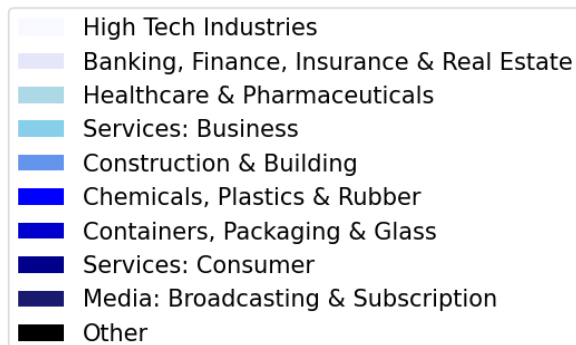 High Tech Industries
Banking, Finance, Insurance & Real Estate
Healthcare & Pharmaceuticals
Services: Business
Construction & Building
Chemicals, Plastics & Rubber
Containers, Packaging & Glass
Services: Consumer
Media: Broadcasting & Subscription
Other